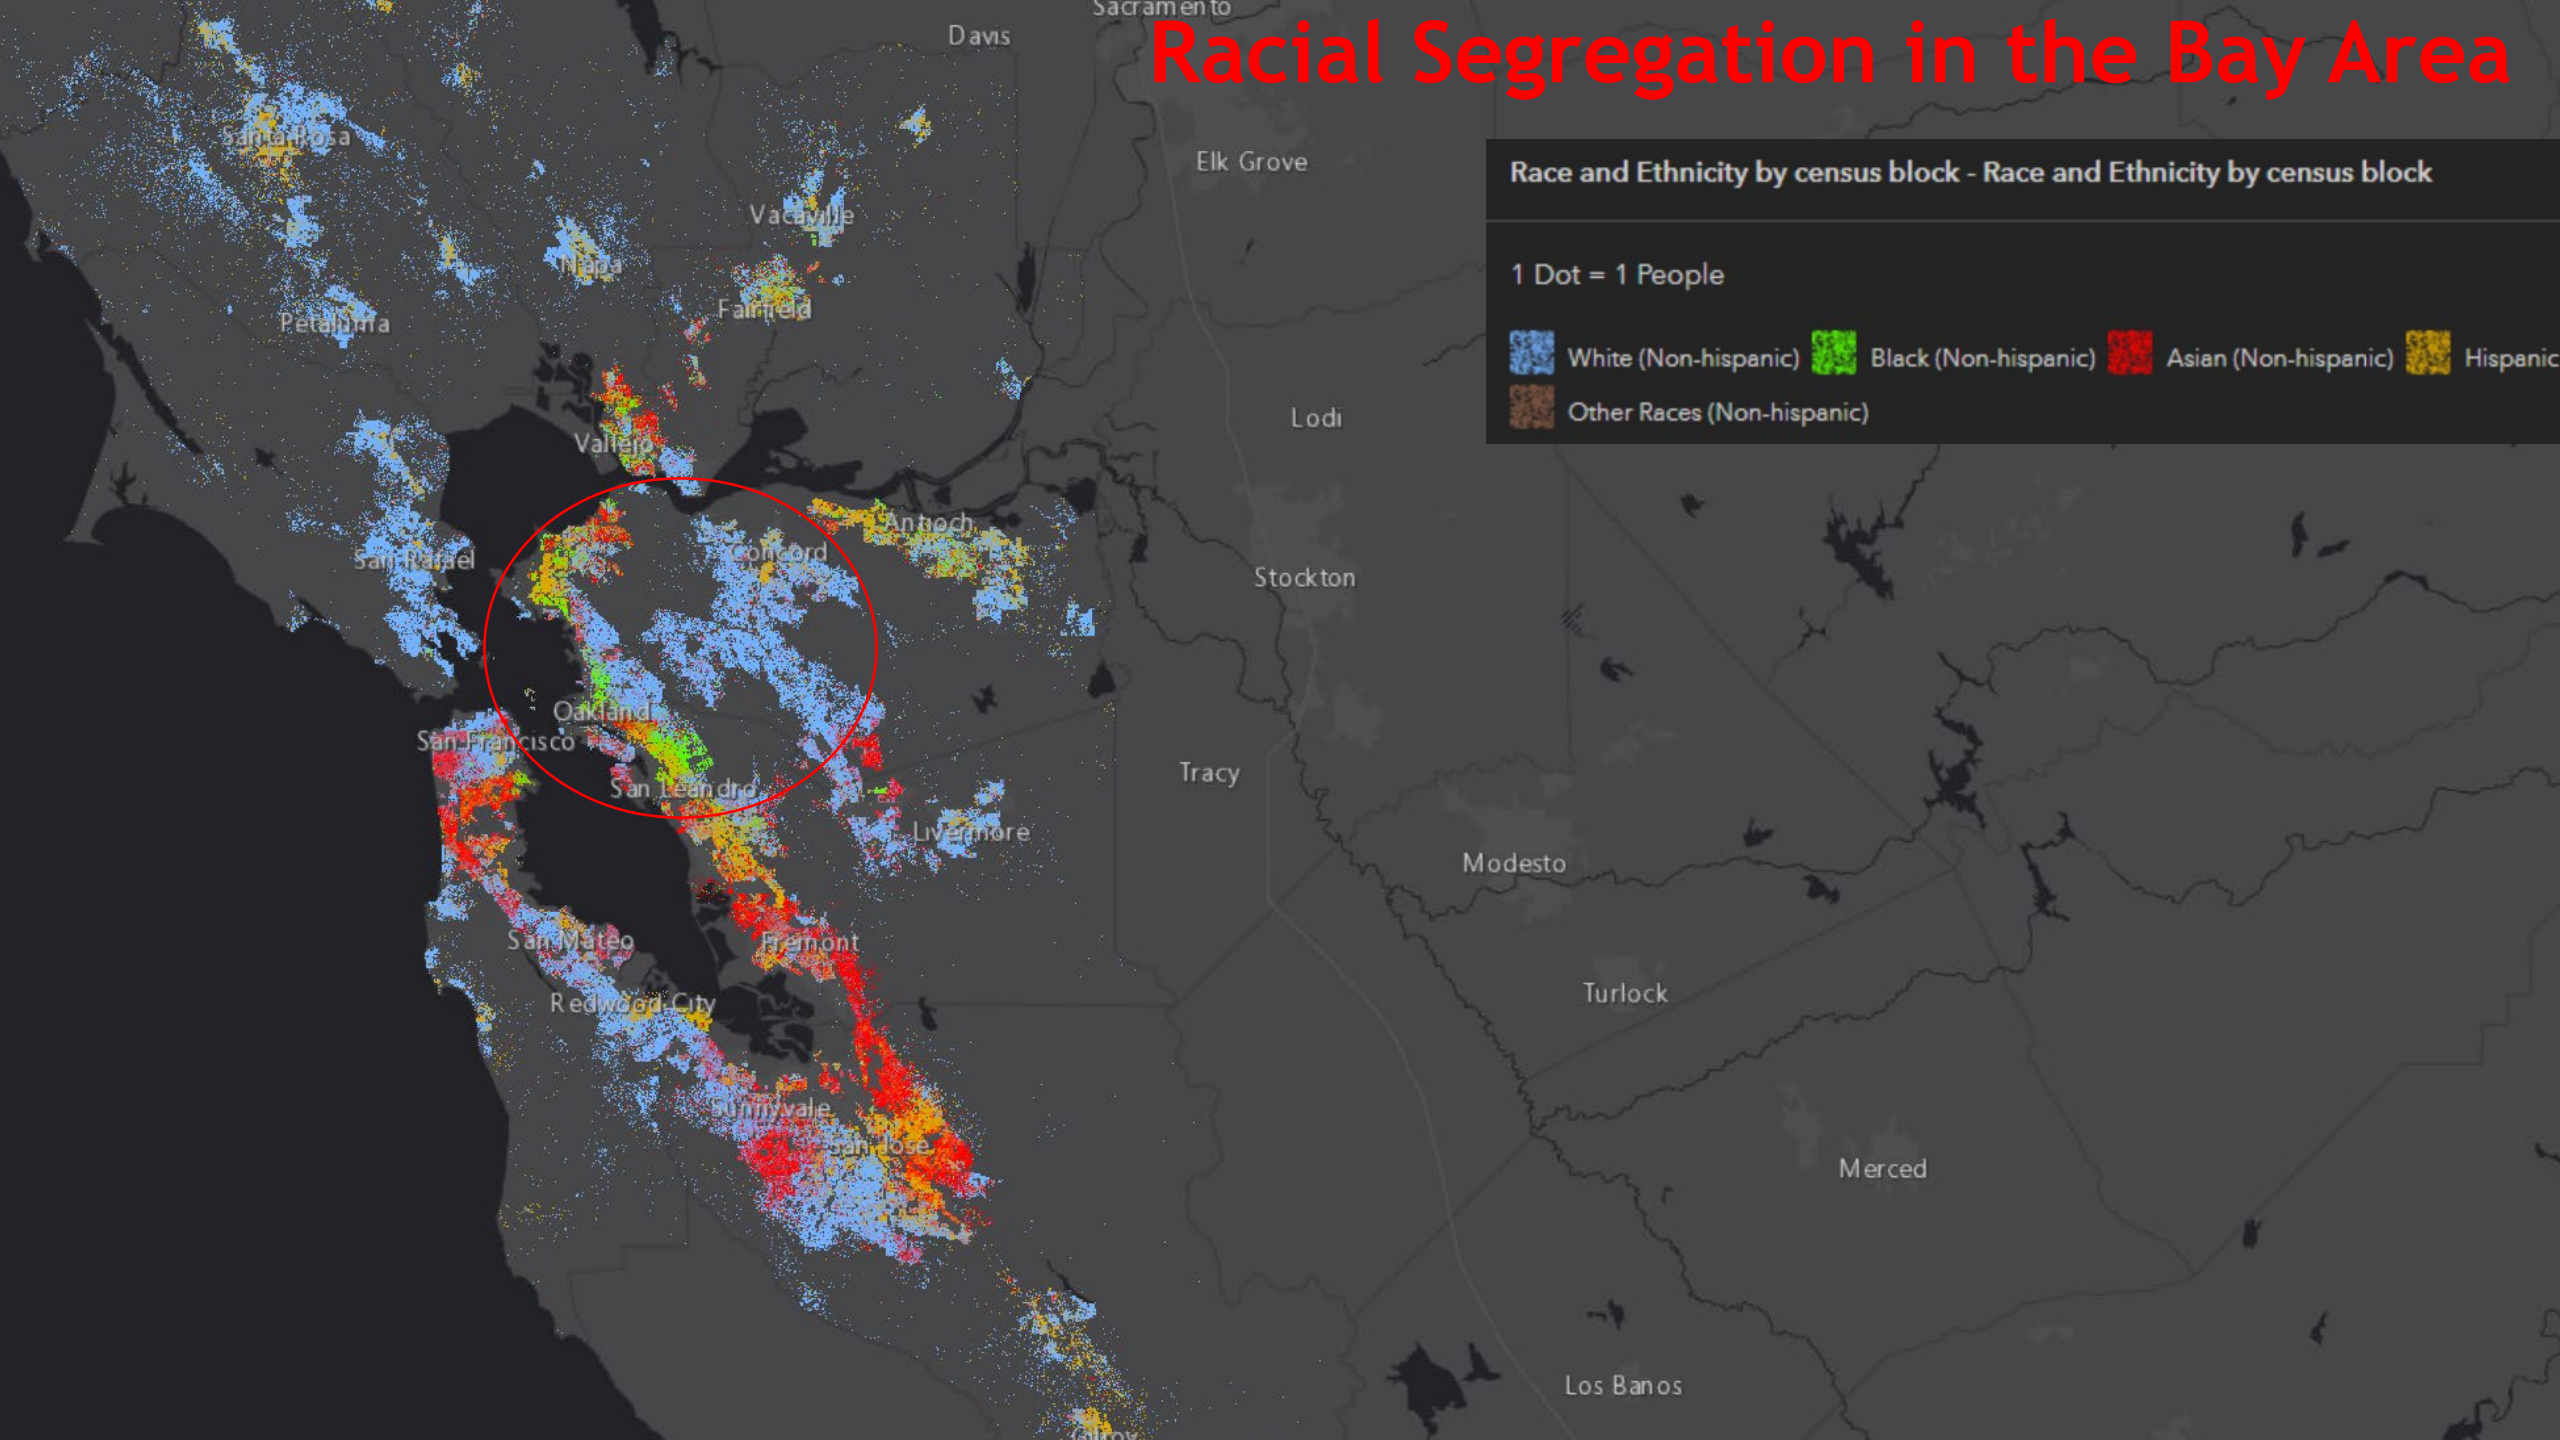 Sacramento
Davis
Racial Segregation in the Bay Area
Santa Rosa
Elk Grove
Race and Ethnicity by census block - Race and Ethnicity by census block
Vacaville
Napa
1 Dot = 1 People
Fairfield
Petaluma
White (Non-hispanic) Black (Non-hispanic) Asian (Non-hispanic) Hispanic
Other Races (Non-hispanic)
Lodi
Vallejo
Antioch
Concord
San Rafael
Stockton
Oakland
San Francisco
Tracy
San Leandro
Livermore
Modesto
San Mateo
Fremont
Turlock
Redwood City
Sunnyvale
San Jose
Merced
Los Banos
Gilroy